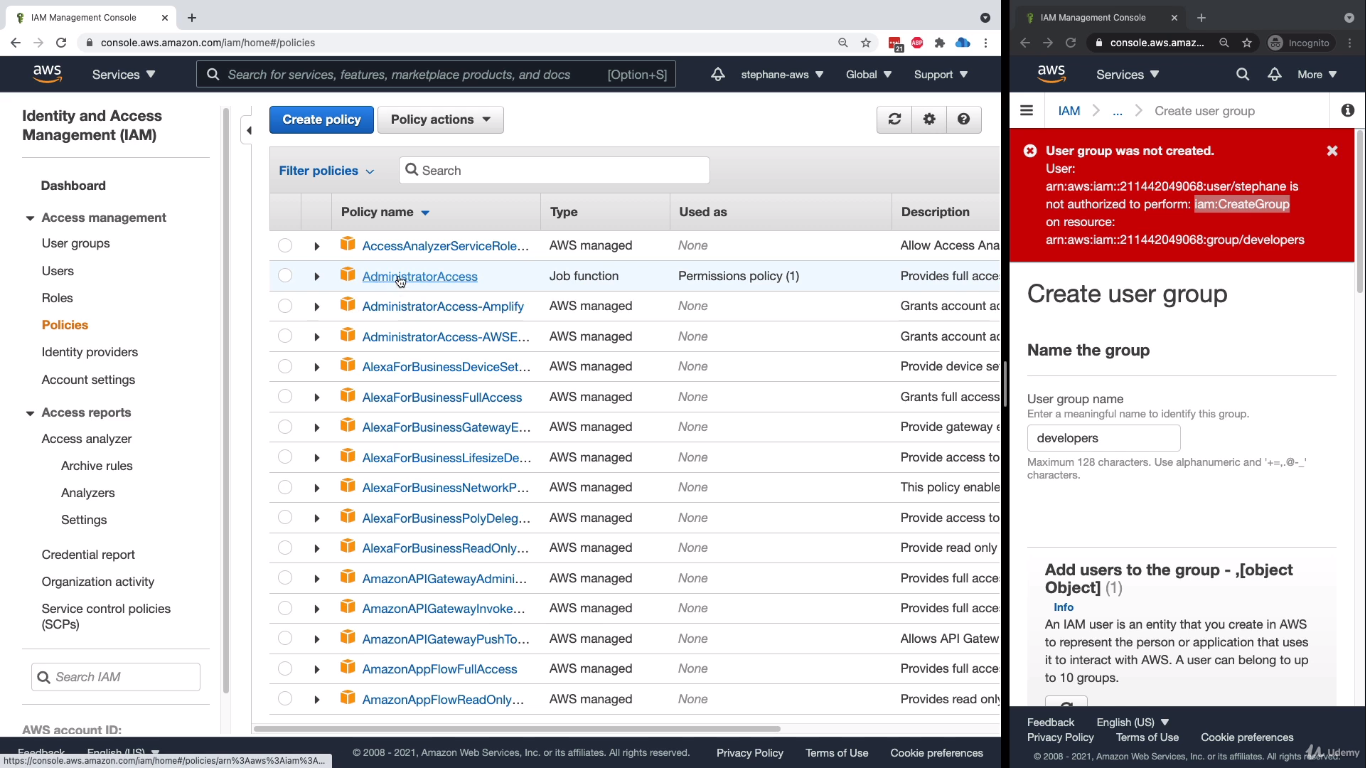 IAM Management Console
console.aws.amazon.com/iam/home#/policies
21
ABP
aws
Services
Search for services, features, marketplace products, and docs
[Option+S]
stephane-aws
Global
Support
Identity and Access
Management (IAM)
Dashboard
Access management
User groups
Users
Roles
Policies
Identity providers
Account settings
Access reports
Access analyzer
Archive rules
Analyzers
Settings
Credential report
Organization activity
Service control policies
(SCPs)
Search IAM
AWS account ID:
Feedback
English (US)
https://console.aws.amazon.com/iam/home#/policies/arn%3Aaws%3Aiam%3A...
Create policy
Policy actions
Filter policies
Search
Policy name Type Used as Description
AccessAnalyzerServiceRole... AWS managed None Allow Access Ana
AdministratorAccess Job function Permissions policy (1) Provides full acce
AdministratorAccess-Amplify AWS managed None Grants account ac
AdministratorAccess-AWSE... AWS managed None Grants account ac
AlexaForBusinessDeviceSet... AWS managed None Provide device se
AlexaForBusinessFullAccess AWS managed None Grants full access
AlexaForBusinessGatewayE... AWS managed None Provide gateway e
AlexaForBusinessLifesizeDe... AWS managed None Provide access to
AlexaForBusinessNetworkP... AWS managed None This policy enable
AlexaForBusinessPolyDeleg... AWS managed None Provide access to
AlexaForBusinessReadOnly... AWS managed None Provide read only
AmazonAPIGatewayAdmini... AWS managed None Provides full acce
AmazonAPIGatewayInvoke... AWS managed None Provides full acce
AmazonAPIGatewayPushTo... AWS managed None Allows API Gatew
AmazonAppFlowFullAccess AWS managed None Provides full acce
AmazonAppFlowReadOnly... AWS managed None Provides read only
© 2008 - 2021, Amazon Web Services, Inc. or its affiliates. All rights reserved.
Privacy Policy
Terms of Use
Cookie preferences
IAM Management Console
console.aws.amaz...
Incognito
aws
Services
More
IAM
...
Create user group
User group was not created.
User:
arn:aws:iam::211442049068:user/stephane is
not authorized to perform: iam:CreateGroup
on resource:
arn:aws:iam::211442049068:group/developers
Create user group
Name the group
User group name
Enter a meaningful name to identify this group.
developers
Maximum 128 characters. Use alphanumeric and '+=,.@-_'
characters.
Add users to the group - ,[object
Object] (1)
Info
An IAM user is an entity that you create in AWS
to represent the person or application that uses
it to interact with AWS. A user can belong to up
to 10 groups.
Feedback
English (US)
Privacy Policy
Terms of Use
Cookie preferences
© 2008 - 2021, Amazon Web Services, Inc. or its affiliates. All rights reserved.
Udemy